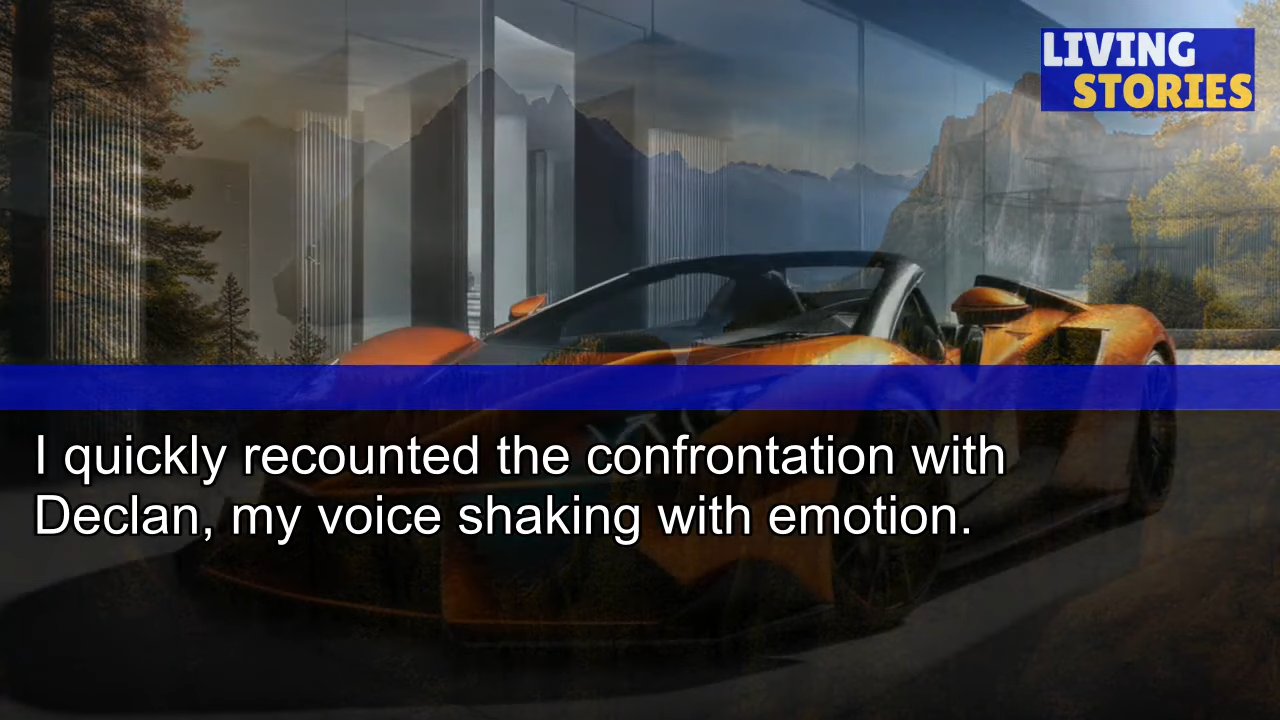 LIVING
STORIES
I quickly recounted the confrontation with
Declan, my voice shaking with emotion.